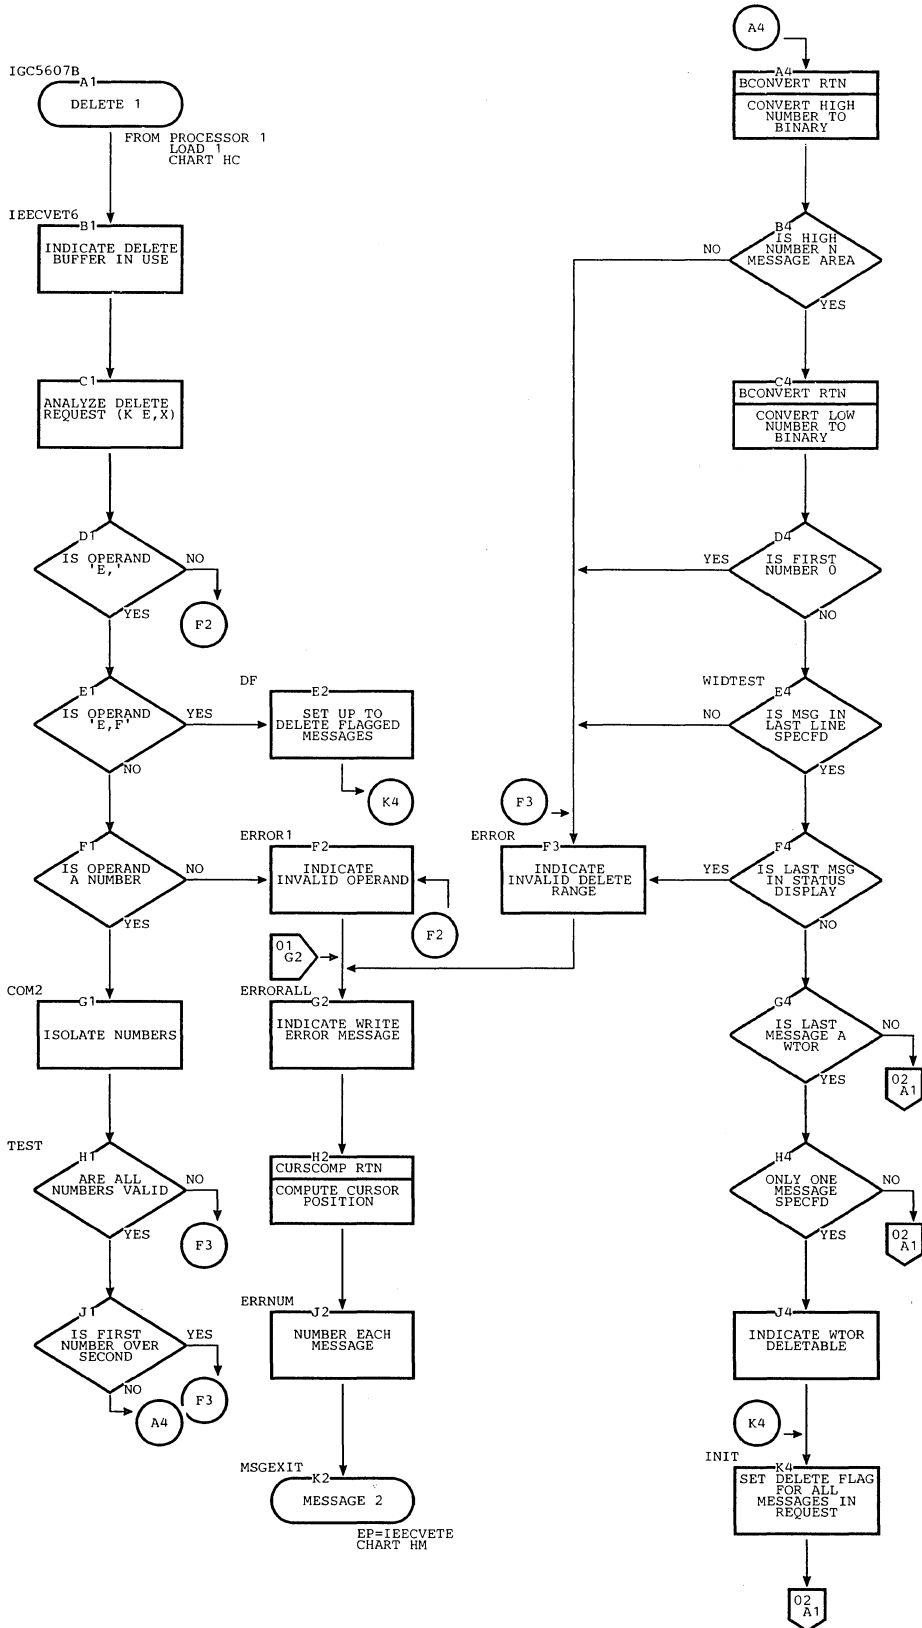 IGC5607B
A1
DELETE 1
FROM PROCESSOR 1
LOAD 1
CHART HC
IEECVET6
B1
INDICATE DELETE
BUFFER IN USE
C1
ANALYZE DELETE
REQUEST (K E,X)
D1
IS OPERAND
'E,'
NO
F2
YES
E1
IS OPERAND
'E,F'
YES
NO
DF
E2
SET UP TO
DELETE FLAGGED
MESSAGES
K4
F1
IS OPERAND
A NUMBER
NO
YES
ERROR1
F2
INDICATE
INVALID OPERAND
F2
01
G2
COM2
G1
ISOLATE NUMBERS
ERRORALL
G2
INDICATE WRITE
ERROR MESSAGE
TEST
H1
ARE ALL
NUMBERS VALID
NO
F3
YES
H2
CURSCOMP RTN
COMPUTE CURSOR
POSITION
J1
IS FIRST
NUMBER OVER
SECOND
YES
F3
NO
A4
ERRNUM
J2
NUMBER EACH
MESSAGE
MSGEXIT
K2
MESSAGE 2
EP=IEECVETE
CHART HM
F3
ERROR
F3
INDICATE
INVALID DELETE
RANGE
A4
A4
BCONVERT RTN
CONVERT HIGH
NUMBER TO
BINARY
B4
IS HIGH
NUMBER N
MESSAGE AREA
NO
YES
C4
BCONVERT RTN
CONVERT LOW
NUMBER TO
BINARY
D4
IS FIRST
NUMBER 0
YES
NO
WIDTEST
E4
IS MSG IN
LAST LINE
SPECFD
NO
YES
F4
IS LAST MSG
IN STATUS
DISPLAY
YES
NO
G4
IS LAST
MESSAGE A
WTOR
NO
02
A1
YES
H4
ONLY ONE
MESSAGE
SPECFD
NO
02
A1
YES
J4
INDICATE WTOR
DELETABLE
K4
INIT
K4
SET DELETE FLAG
FOR ALL
MESSAGES IN
REQUEST
02
A1